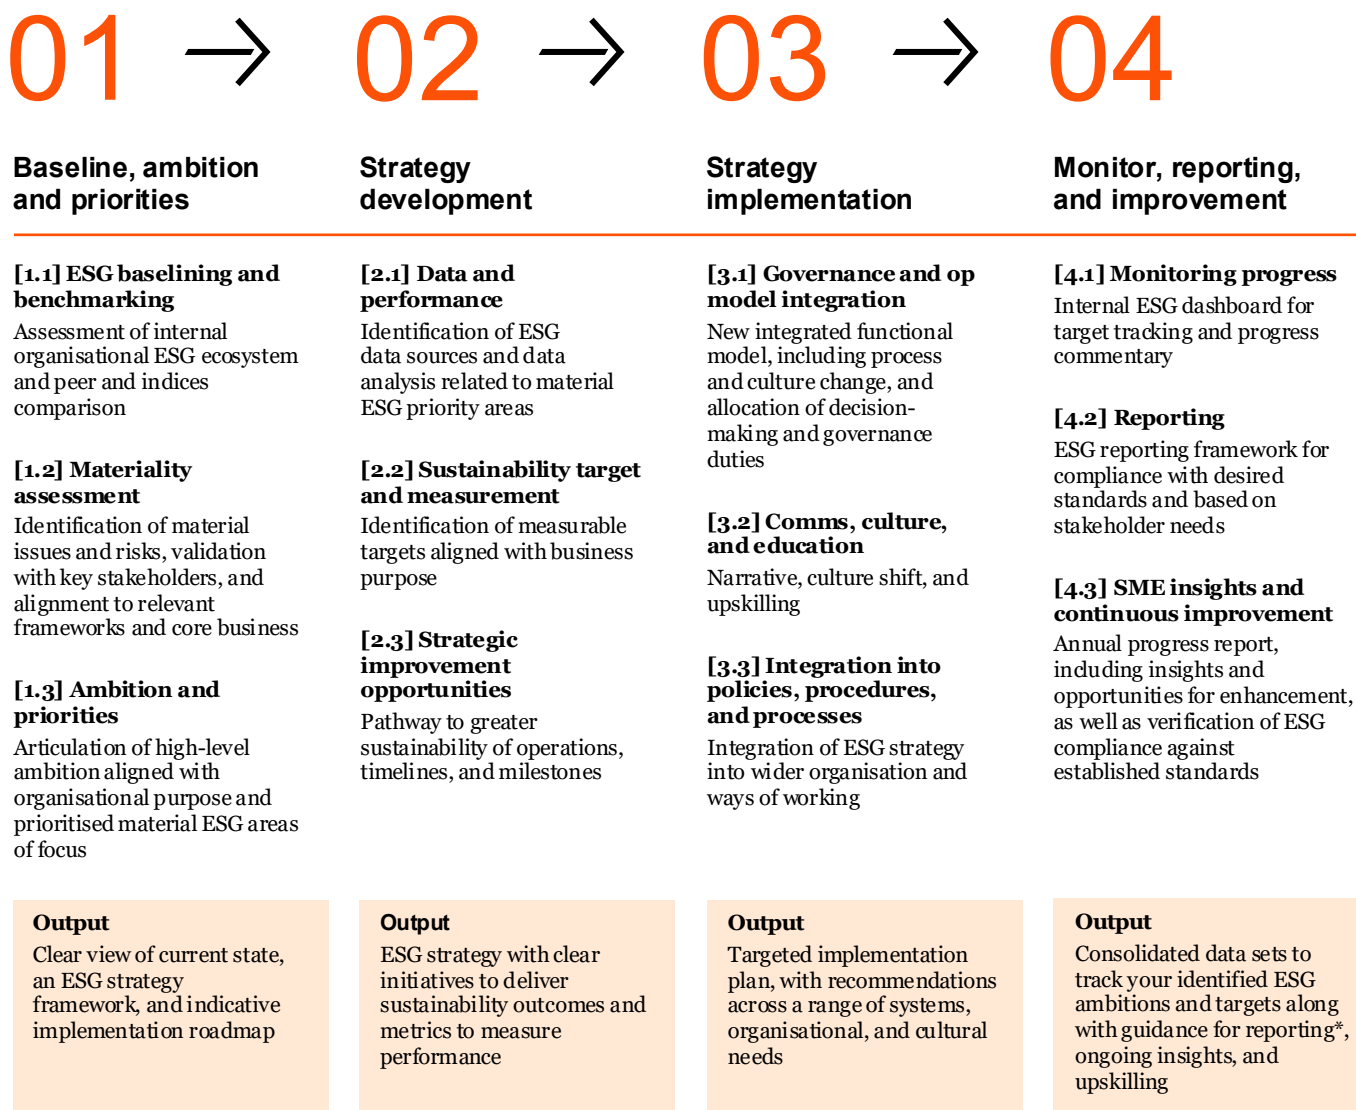 01
02
03
04
Baseline, ambition
and priorities
[1.1] ESG baselining and
benchmarking
Assessment of internal
organisational ESG ecosystem
and peer and indices
comparison
[1.2] Materiality
assessment
Identification of material
issues and risks, validation
with key stakeholders, and
alignment to relevant
frameworks and core business
[1.3] Ambition and
priorities
Articulation of high-level
ambition aligned with
organisational purpose and
prioritised material ESG areas
of focus
Output
Clear view of current state,
an ESG strategy
framework, and indicative
implementation roadmap
Strategy
development
[2.1] Data and
performance
Identification of ESG
data sources and data
analysis related to material
ESG priority areas
[2.2] Sustainability target
and measurement
Identification of measurable
targets aligned with business
purpose
[2.3] Strategic
improvement
opportunities
Pathway to greater
sustainability of operations,
timelines, and milestones
Output
ESG strategy with clear
initiatives to deliver
sustainability outcomes and
metrics to measure
performance
Strategy
implementation
[3.1] Governance and op
model integration
New integrated functional
model, including process
and culture change, and
allocation of decision-
making and governance
duties
[3.2] Comms, culture,
and education
Narrative, culture shift, and
upskilling
[3.3] Integration into
policies, procedures,
and processes
Integration of ESG strategy
into wider organisation and
ways of working
Output
Targeted implementation
plan, with recommendations
across a range of systems,
organisational, and cultural
needs
Monitor, reporting,
and improvement
[4.1] Monitoring progress
Internal ESG dashboard for
target tracking and progress
commentary
[4.2] Reporting
ESG reporting framework for
compliance with desired
standards and based on
stakeholder needs
[4.3] SME insights and
continuous improvement
Annual progress report,
including insights and
opportunities for enhancement,
as well as verification of ESG
compliance against
established standards
Output
Consolidated data sets to
track your identified ESG
ambitions and targets along
with guidance for reporting*,
ongoing insights, and
upskilling